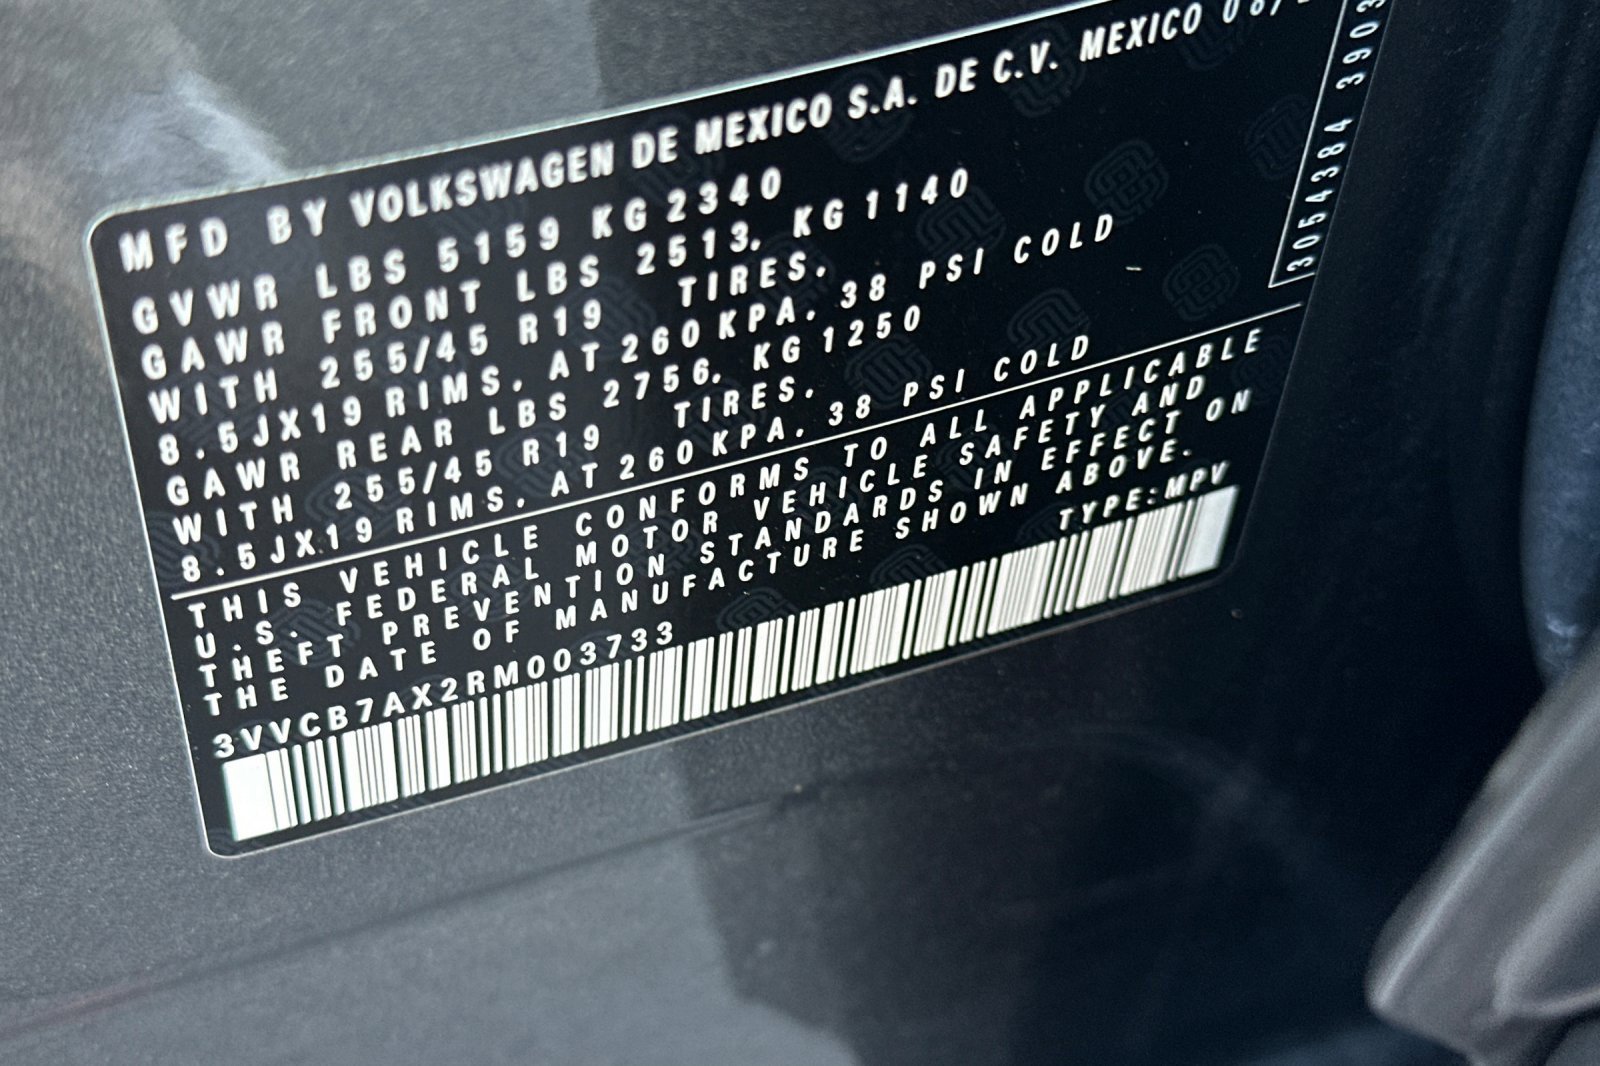 MFD BY VOLKSWAGEN DE MEXICO S.A. DE C.V. MEXICO
GVWR LBS 5159 KG 2340
GAWR FRONT LBS 2513. KG 1140
WITH 255/45 R19 TIRES.
8.5JX19 RIMS. AT 260 KPA. 38 PSI COLD
GAWR REAR LBS 2756. KG 1250
WITH 255/45 R19 TIRES.
8.5JX19 RIMS. AT 260 KPA. 38 PSI COLD
THIS VEHICLE CONFORMS TO ALL APPLICABLE
U.S. FEDERAL MOTOR VEHICLE SAFETY AND
THEFT PREVENTION STANDARDS IN EFFECT ON
THE DATE OF MANUFACTURE SHOWN ABOVE.
3VVCB7AX2RM003733 TYPE:MPV
3054384 3903